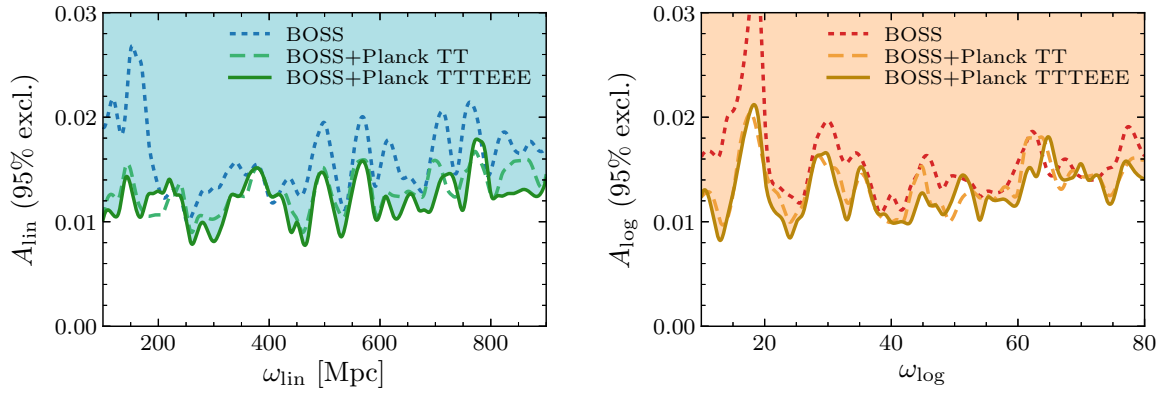 0.03
0.02
0.01
0.00
A_lin (95% excl.)
BOSS
BOSS+Planck TT
BOSS+Planck TTTEEE
200
400
600
800
ω_lin [Mpc]
0.03
0.02
0.01
0.00
A_log (95% excl.)
BOSS
BOSS+Planck TT
BOSS+Planck TTTEEE
20
40
60
80
ω_log